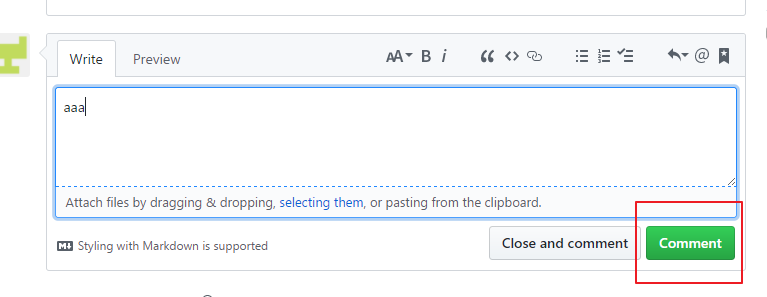 Write Preview AA B i @
aaa
Attach files by dragging & dropping, selecting them, or pasting from the clipboard.
Styling with Markdown is supported Close and comment Comment